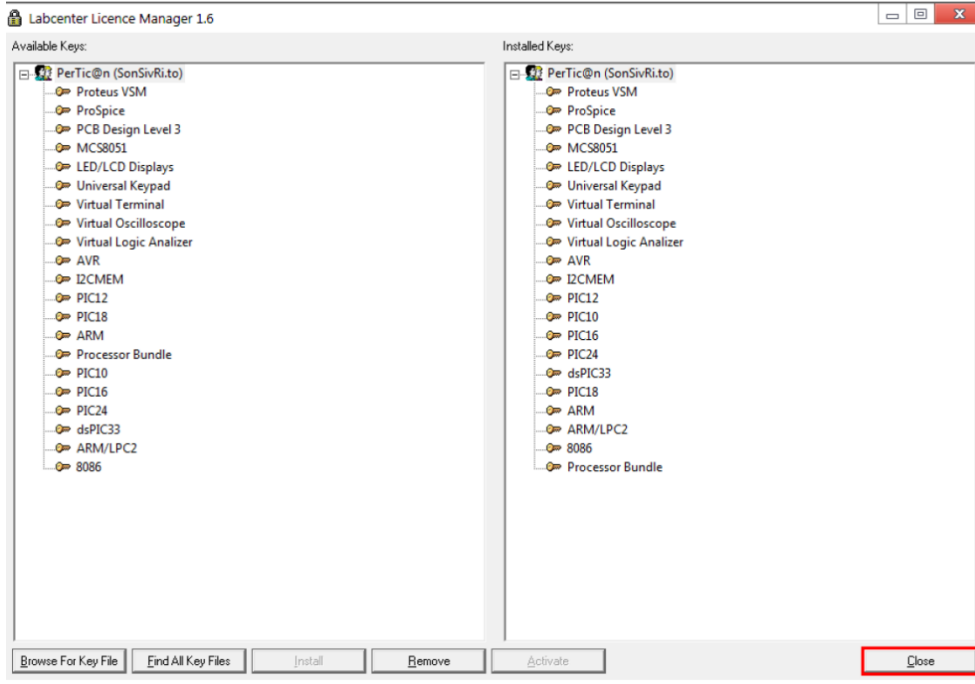 Labcenter Licence Manager 1.6
Available Keys:
PerTic@n (SonSivRi.to)
Proteus VSM
ProSpice
PCB Design Level 3
MCS8051
LED/LCD Displays
Universal Keypad
Virtual Terminal
Virtual Oscilloscope
Virtual Logic Analizer
AVR
I2CMEM
PIC12
PIC18
ARM
Processor Bundle
PIC10
PIC16
PIC24
dsPIC33
ARM/LPC2
8086
Installed Keys:
PerTic@n (SonSivRi.to)
Proteus VSM
ProSpice
PCB Design Level 3
MCS8051
LED/LCD Displays
Universal Keypad
Virtual Terminal
Virtual Oscilloscope
Virtual Logic Analizer
AVR
I2CMEM
PIC12
PIC10
PIC16
PIC24
dsPIC33
PIC18
ARM
ARM/LPC2
8086
Processor Bundle
Browse For Key File
Find All Key Files
Install
Remove
Activate
Close